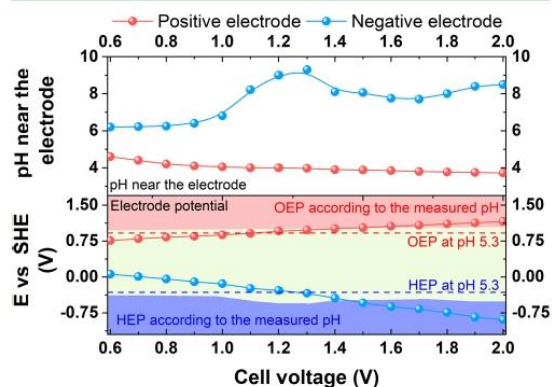 Positive electrode Negative electrode
0.6 0.8 1.0 1.2 1.4 1.6 1.8 2.0
10
8
6
4
pH near the
electrode
pH near the electrode
Electrode potential
OEP according to the measured pH
OEP at pH 5.3
HEP at pH 5.3
HEP according to the measured pH
1.50
0.75
0.00
-0.75
10
8
6
4
1.50
0.75
0.00
-0.75
E vs SHE
(V)
0.6 0.8 1.0 1.2 1.4 1.6 1.8 2.0
Cell voltage (V)